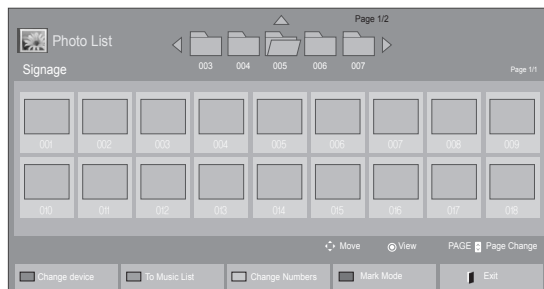 Page 1/2
Photo List
003 004 005 006 007
Signage
Page 1/1
001 002 003 004 005 006 007 008 009
010 011 012 013 014 015 016 017 018
Move View PAGE Page Change
Change device To Music List Change Numbers Mark Mode Exit